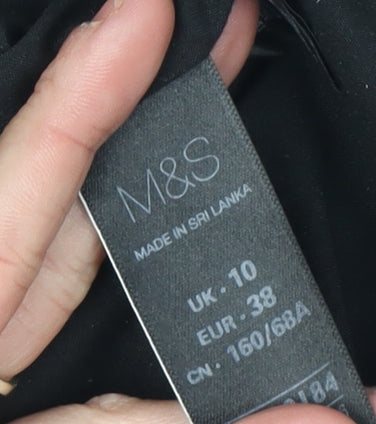 M&S
MADE IN SRI LANKA
UK · 10
EUR · 38
CN · 160/68A